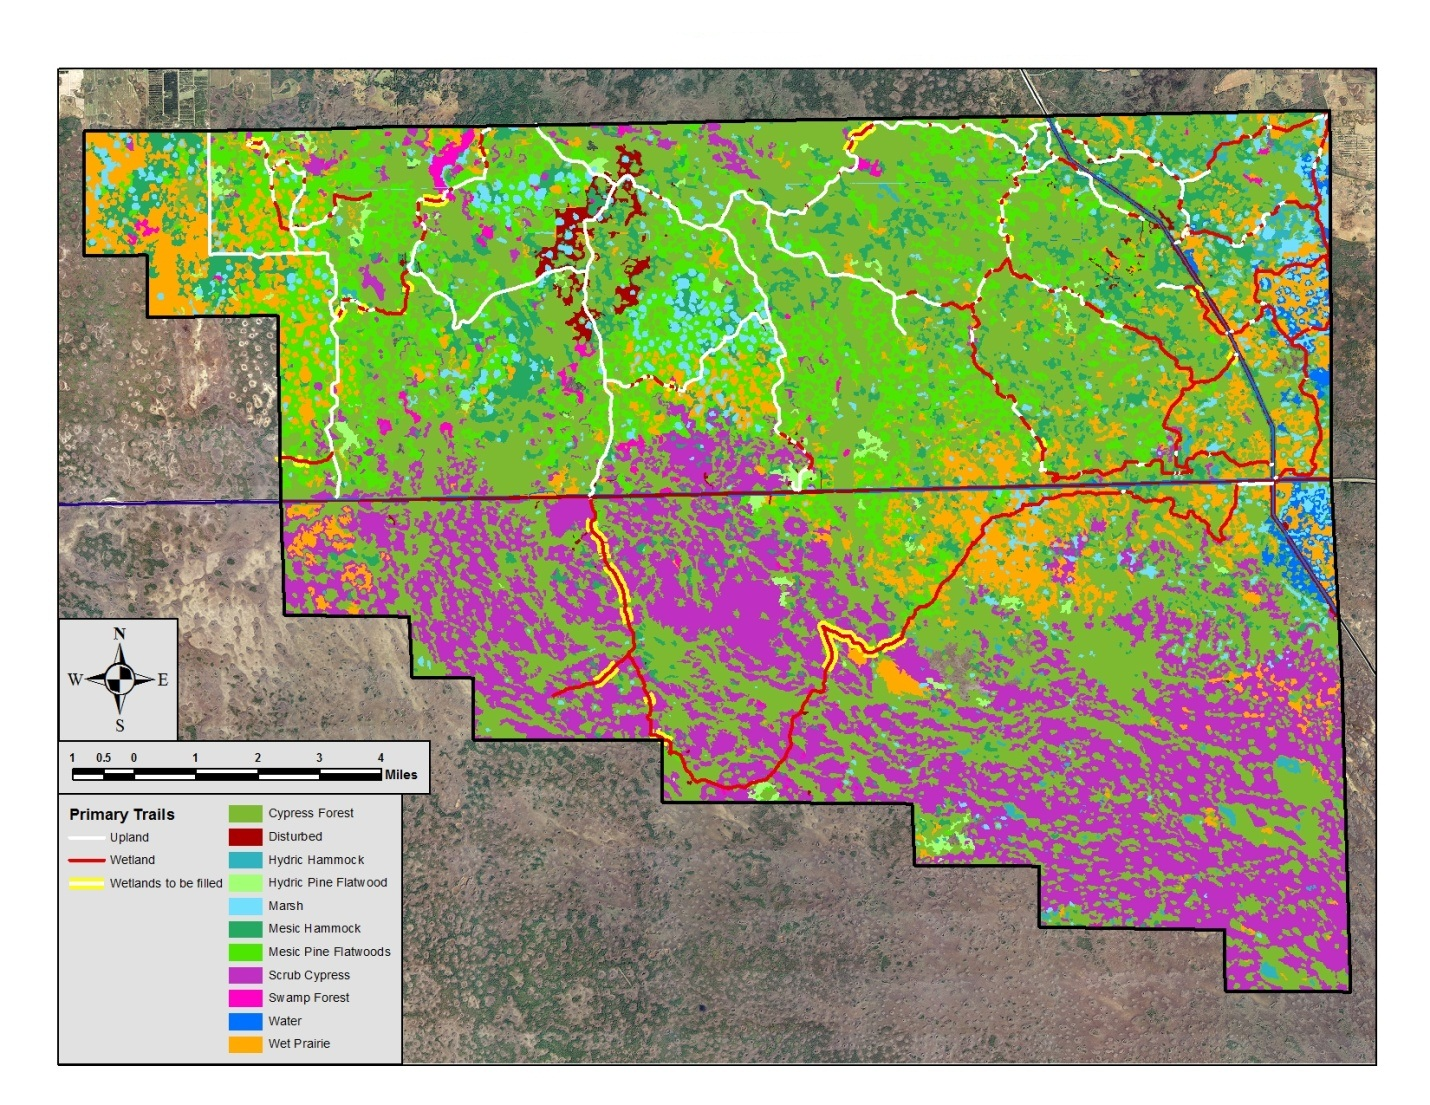 N
W E
S
1 0.5 0 1 2 3 4
Miles
Primary Trails
Upland
Wetland
Wetlands to be filled
Cypress Forest
Disturbed
Hydric Hammock
Hydric Pine Flatwood
Marsh
Mesic Hammock
Mesic Pine Flatwoods
Scrub Cypress
Swamp Forest
Water
Wet Prairie